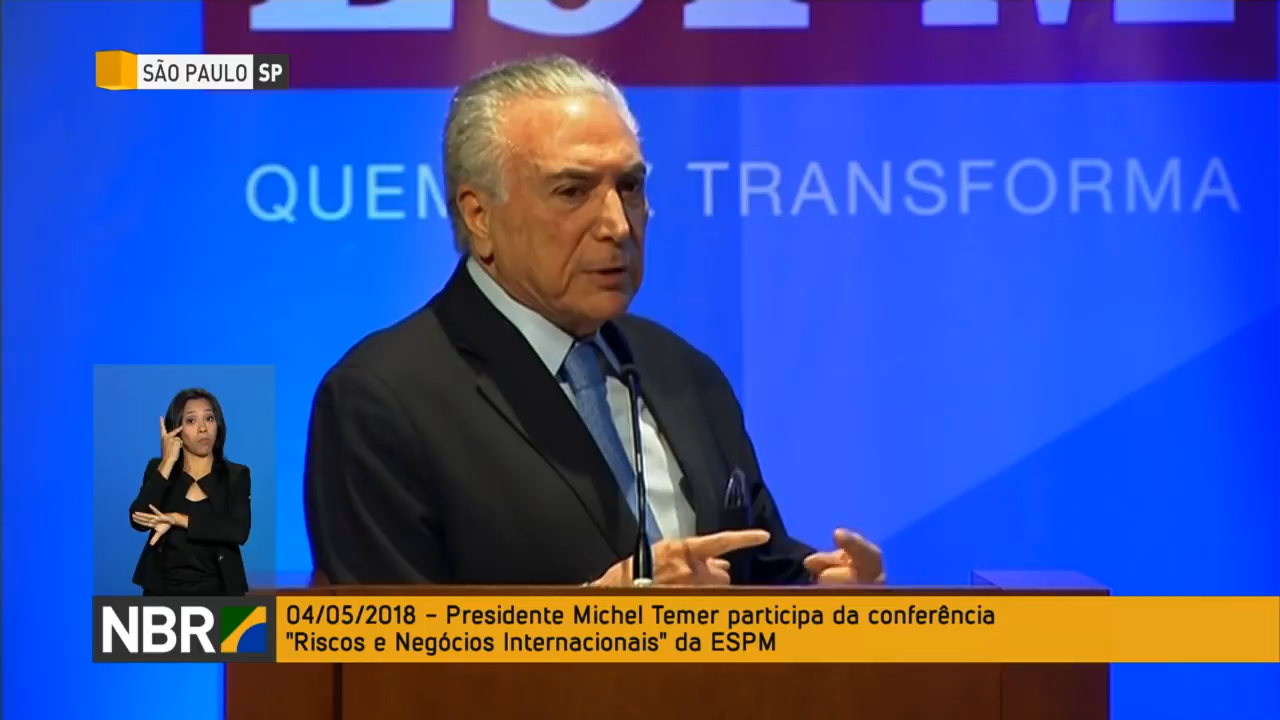 SÃO PAULO SP
TRANSFORMA
NBR
04/05/2018 – Presidente Michel Temer participa da conferência
"Riscos e Negócios Internacionais" da ESPM